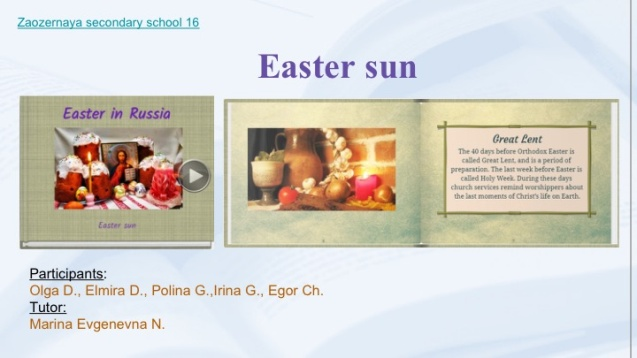 Zaozernaya secondary school 16
Easter sun
Easter in Russia
Easter sun
Great Lent
The 40 days before Orthodox Easter is
called Great Lent, and is a period of
preparation. The last week before Easter is
called Holy Week. During these days
church services remind worshippers about
the last moments of Christ's life on Earth.
Participants:
Olga D., Elmira D., Polina G.,Irina G., Egor Ch.
Tutor:
Marina Evgenevna N.